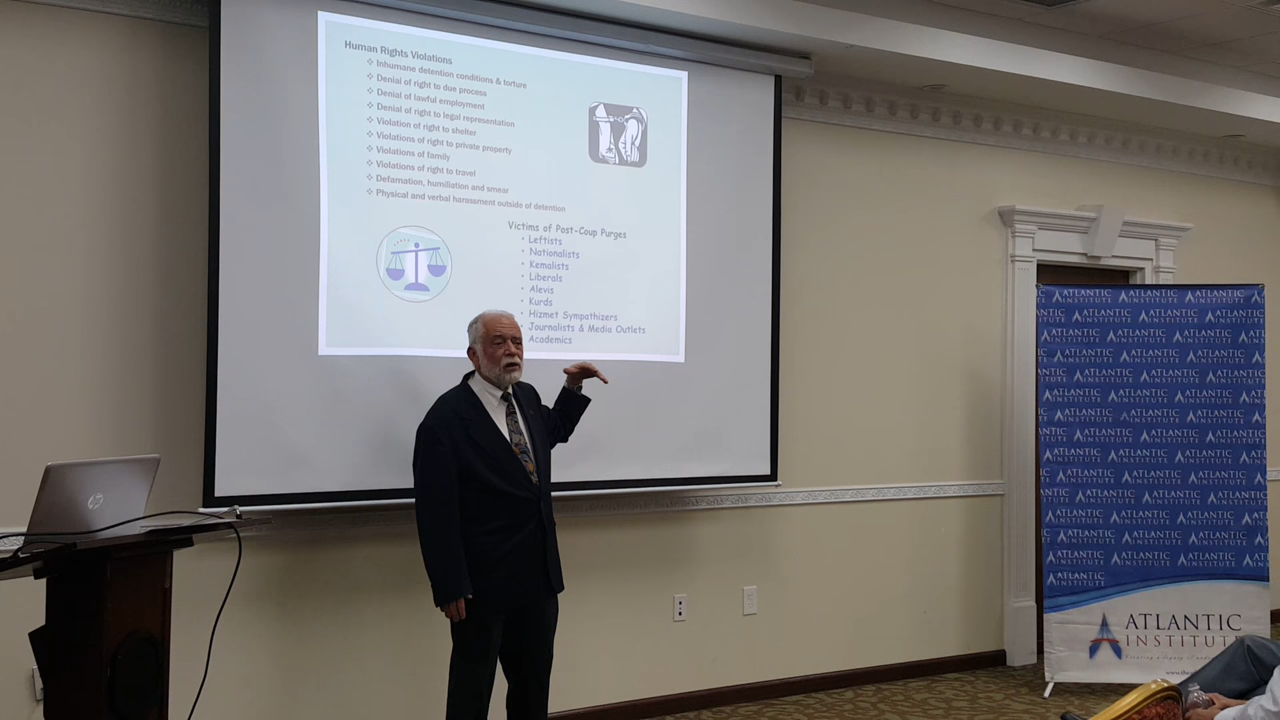 Human Rights Violations
Inhumane detention conditions & torture
Denial of right to due process
Denial of lawful employment
Denial of right to legal representation
Violation of right to shelter
Violations of right to private property
Violations of family
Violations of right to travel
Defamation, humiliation and smear
Physical and verbal harassment outside of detention
Victims of Post-Coup Purges
• Leftists
• Nationalists
• Kemalists
• Liberals
• Alevis
• Kurds
• Hizmet Sympathizers
• Journalists & Media Outlets
Academics
hp
ATLANTIC
INSTITUTE
ATLANTIC
INSTITUTE